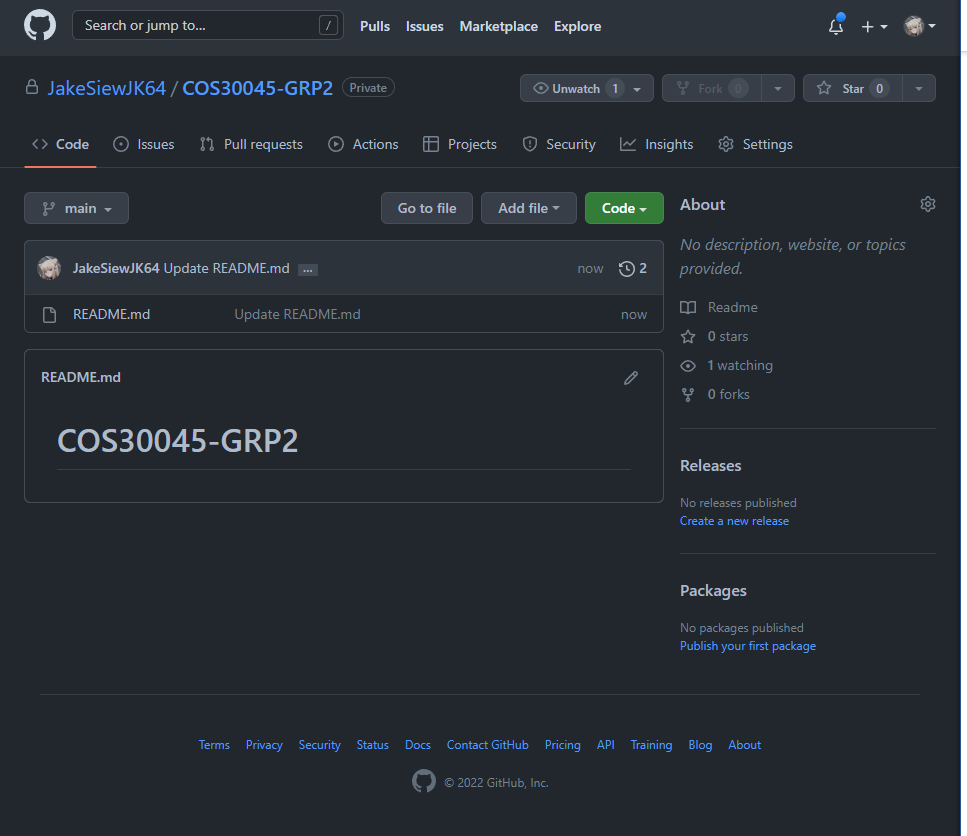 Search or jump to... /
Pulls Issues Marketplace Explore
JakeSiewJK64 / COS30045-GRP2 Private
Unwatch 1 Fork 0 Star 0
Code Issues Pull requests Actions Projects Security Insights Settings
main Go to file Add file Code
JakeSiewJK64 Update README.md ... now 2
README.md Update README.md now
README.md
COS30045-GRP2
About
No description, website, or topics
provided.
Readme
0 stars
1 watching
0 forks
Releases
No releases published
Create a new release
Packages
No packages published
Publish your first package
Terms Privacy Security Status Docs Contact GitHub Pricing API Training Blog About
© 2022 GitHub, Inc.